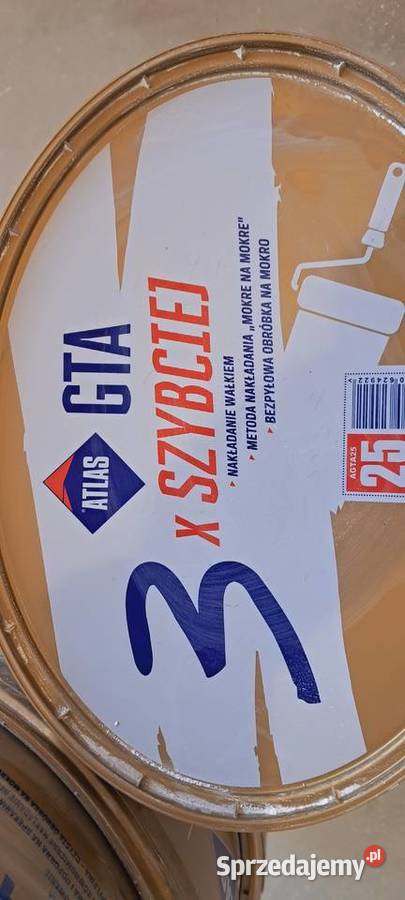 ATLAS GTA
3 x SZYBCIEJ
NAKŁADANIE WAŁKIEM
METODA NAKŁADANIA „MOKRE NA MOKRE"
BEZPYŁOWA OBRÓBKA NA MOKRO
AGTA25
25
0624922
Sprzedajemy.pl